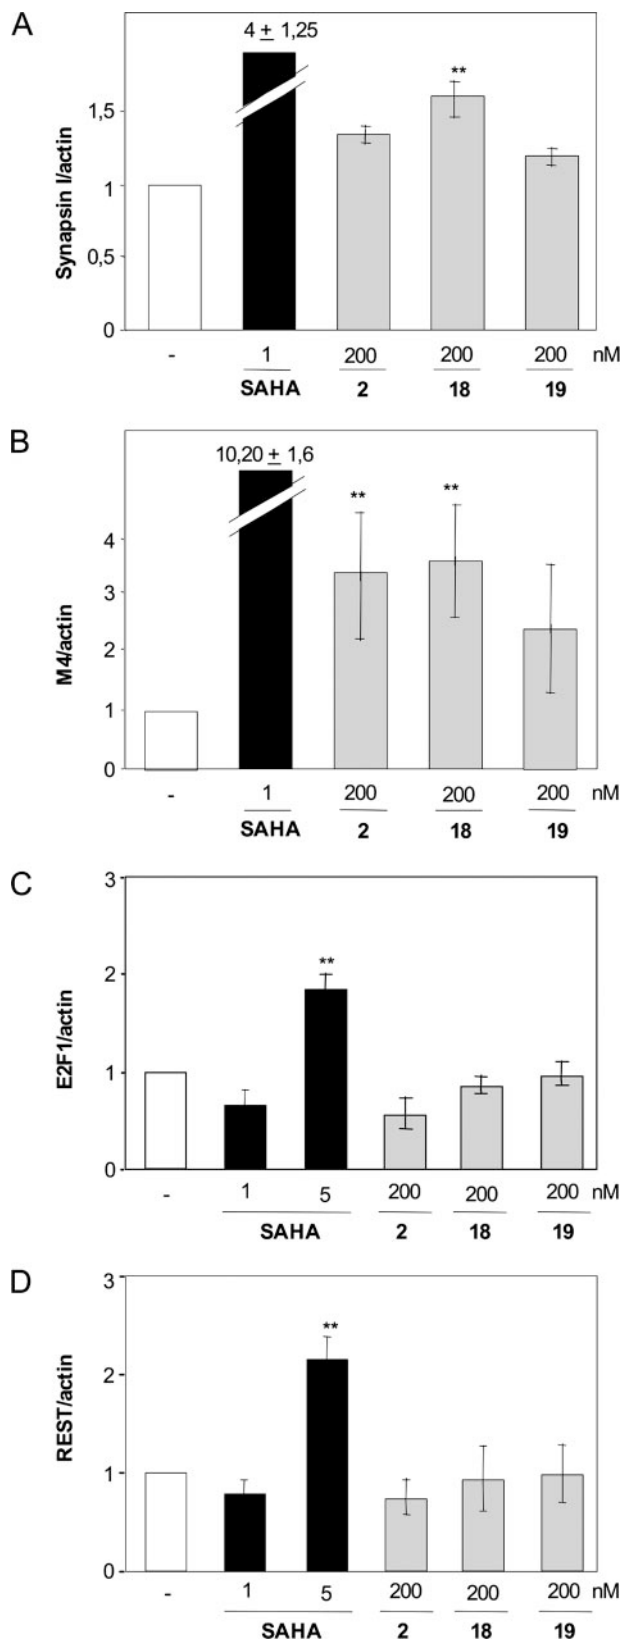 A
4 ± 1,25
**
1,5
1
0,5
0
Synapsin I/actin
- 1 200 200 200 nM
SAHA 2 18 19
B
10,20 ± 1,6
** **
4
3
2
1
0
M4/actin
- 1 200 200 200 nM
SAHA 2 18 19
C
3
2
1
0
**
E2F1/actin
- 1 5 200 200 200 nM
SAHA 2 18 19
D
3
2
1
0
**
REST/actin
- 1 5 200 200 200 nM
SAHA 2 18 19